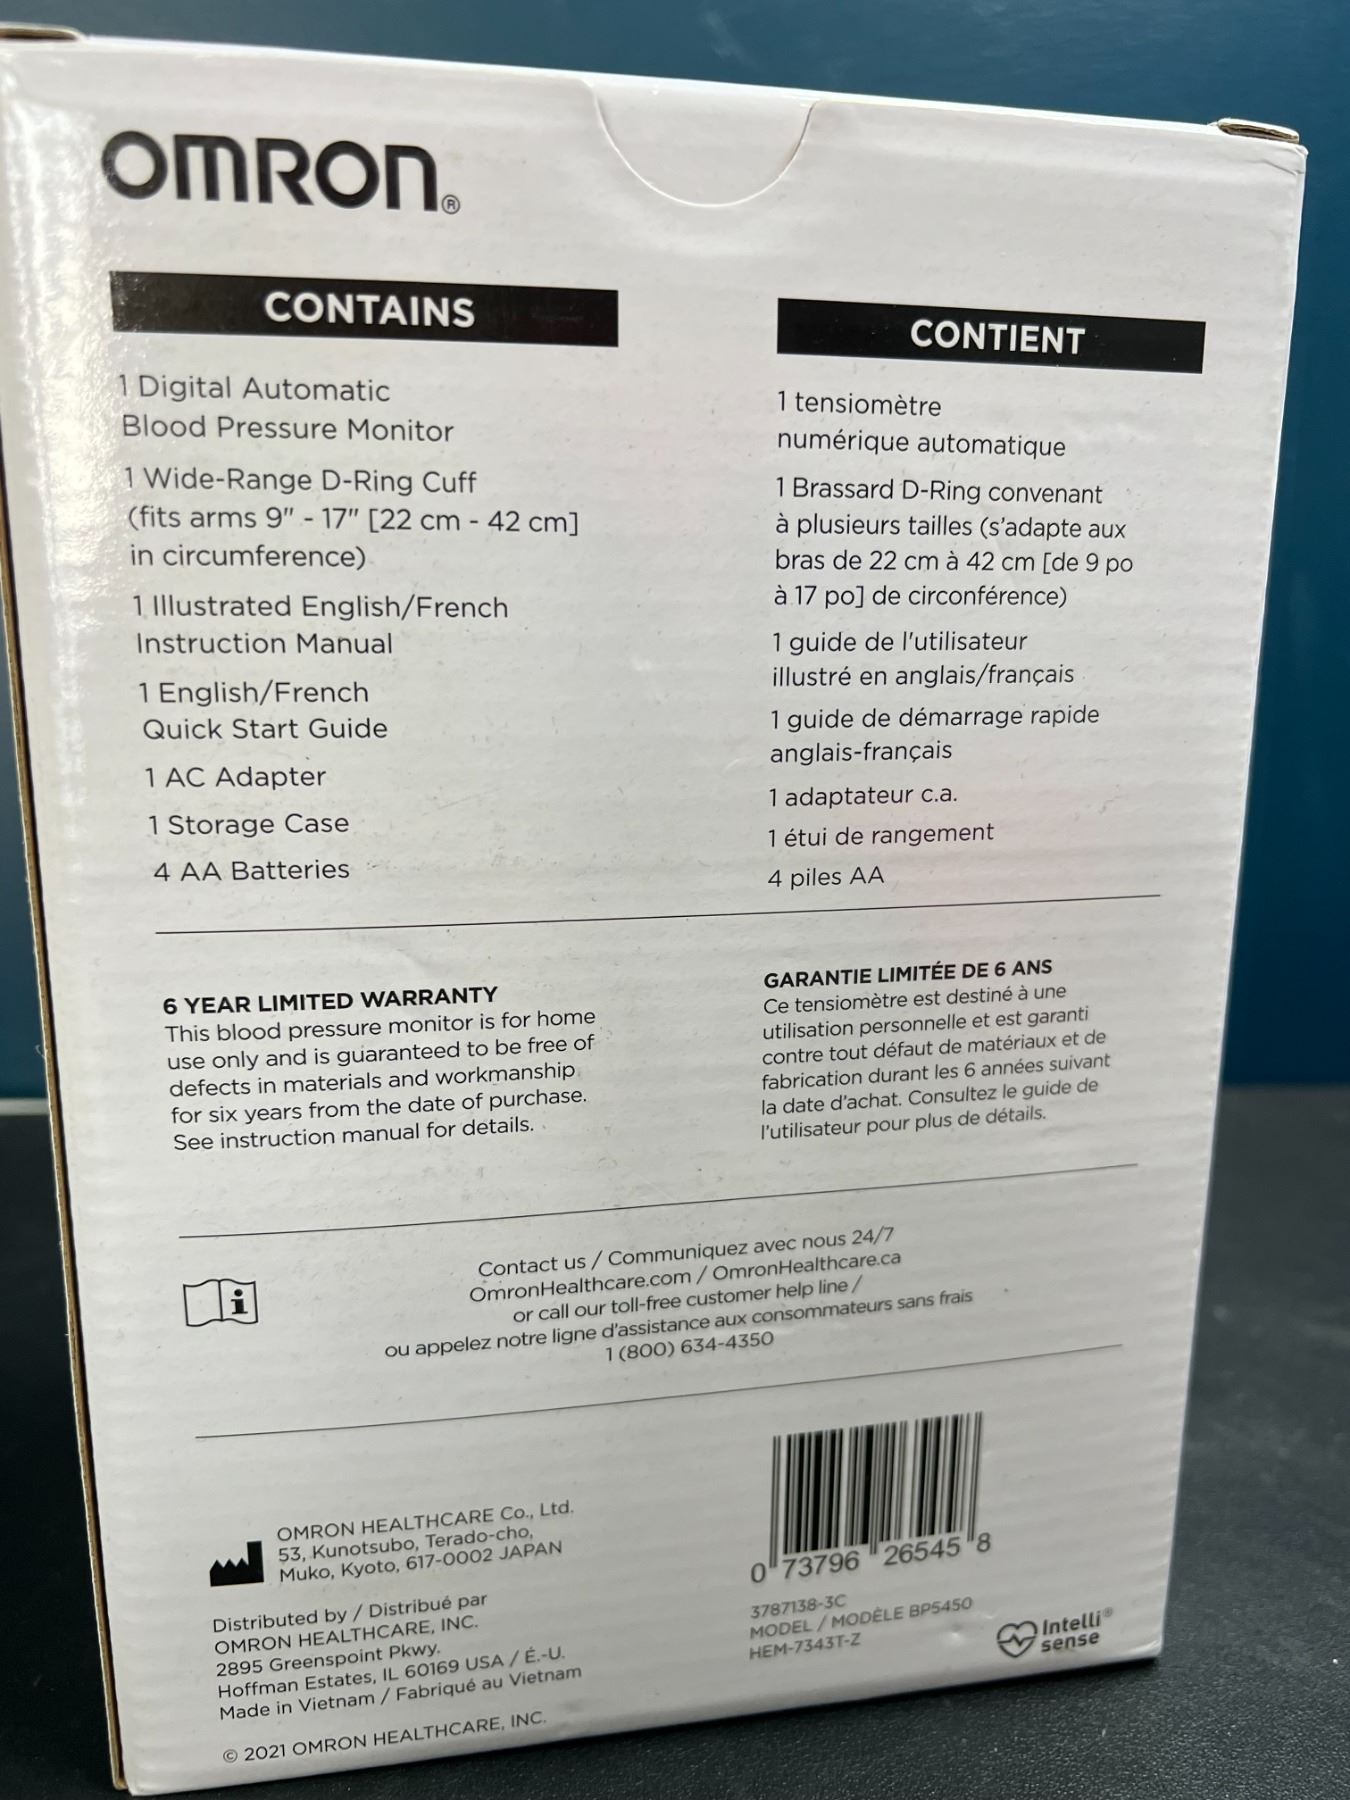 OMRON®
CONTAINS
1 Digital Automatic
Blood Pressure Monitor
1 Wide-Range D-Ring Cuff
(fits arms 9" - 17" [22 cm - 42 cm]
in circumference)
1 Illustrated English/French
Instruction Manual
1 English/French
Quick Start Guide
1 AC Adapter
1 Storage Case
4 AA Batteries
CONTIENT
1 tensiomètre
numérique automatique
1 Brassard D-Ring convenant
à plusieurs tailles (s'adapte aux
bras de 22 cm à 42 cm [de 9 po
à 17 po] de circonférence)
1 guide de l'utilisateur
illustré en anglais/français
1 guide de démarrage rapide
anglais-français
1 adaptateur c.a.
1 étui de rangement
4 piles AA
6 YEAR LIMITED WARRANTY
This blood pressure monitor is for home
use only and is guaranteed to be free of
defects in materials and workmanship
for six years from the date of purchase.
See instruction manual for details.
GARANTIE LIMITÉE DE 6 ANS
Ce tensiomètre est destiné à une
utilisation personnelle et est garanti
contre tout défaut de matériaux et de
fabrication durant les 6 années suivant
la date d'achat. Consultez le guide de
l'utilisateur pour plus de détails.
Contact us / Communiquez avec nous 24/7
OmronHealthcare.com / OmronHealthcare.ca
or call our toll-free customer help line /
ou appelez notre ligne d'assistance aux consommateurs sans frais
1 (800) 634-4350
OMRON HEALTHCARE Co., Ltd.
53, Kunotsubo, Terado-cho,
Muko, Kyoto, 617-0002 JAPAN
Distributed by / Distribué par
OMRON HEALTHCARE, INC.
2895 Greenspoint Pkwy.
Hoffman Estates, IL 60169 USA / É.-U.
Made in Vietnam / Fabriqué au Vietnam
© 2021 OMRON HEALTHCARE, INC.
0 73796 26545 8
3787138-3C
MODEL / MODÈLE BP5450
HEM-7343T-Z
Intelli®
sense